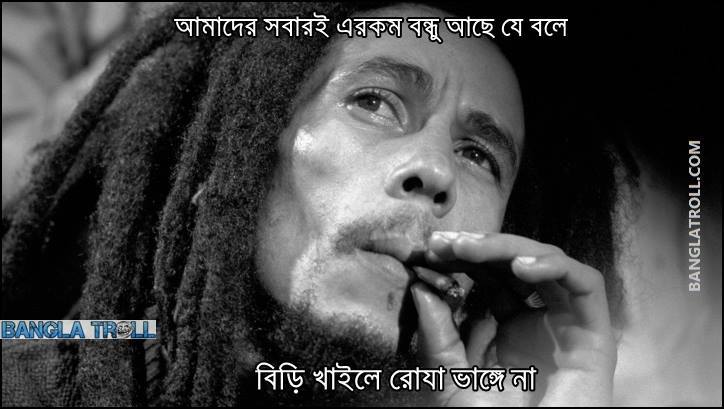 আমাদের সবারই এরকম বন্ধু আছে যে বলে
BANGLATROLL.COM
BANGLA TROLL
বিড়ি খাইলে রোযা ভাঙ্গে না